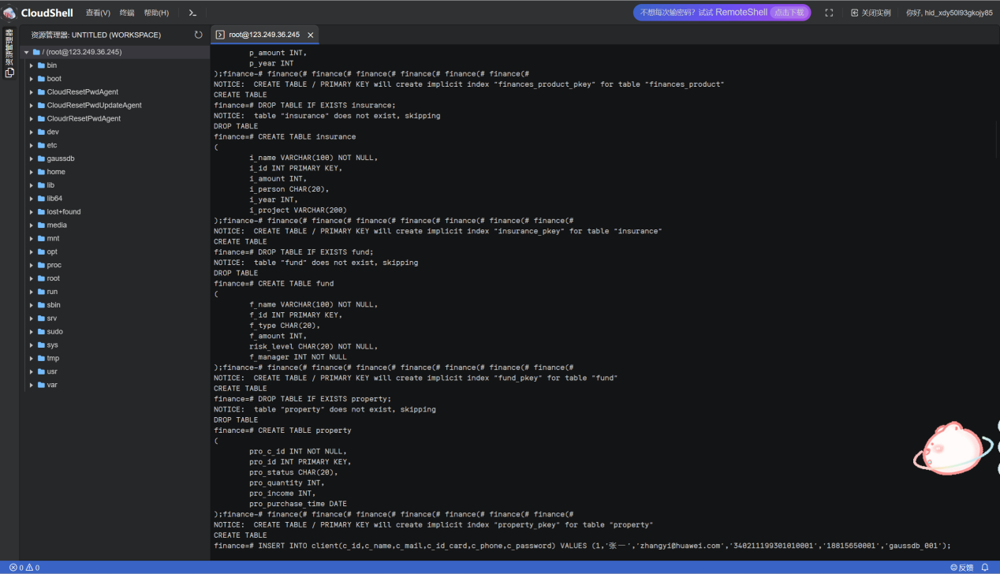 CloudShell 查看(V) 终端 帮助(H) 不想每次输密码？试试 RemoteShell 点击下载 关闭实例 你好, hid_xdy50l93gkojy85
资源管理器
资源管理器: UNTITLED (WORKSPACE)
/ (root@123.249.36.245)
bin
boot
CloudResetPwdAgent
CloudResetPwdUpdateAgent
CloudrResetPwdAgent
dev
etc
gaussdb
home
lib
lib64
lost+found
media
mnt
opt
proc
root
run
sbin
srv
sudo
sys
tmp
usr
var
root@123.249.36.245
p_amount INT,
p_year INT
);finance-# finance(# finance(# finance(# finance(# finance(# finance(#
NOTICE:  CREATE TABLE / PRIMARY KEY will create implicit index "finances_product_pkey" for table "finances_product"
CREATE TABLE
finance=# DROP TABLE IF EXISTS insurance;
NOTICE:  table "insurance" does not exist, skipping
DROP TABLE
finance=# CREATE TABLE insurance
(
i_name VARCHAR(100) NOT NULL,
i_id INT PRIMARY KEY,
i_amount INT,
i_person CHAR(20),
i_year INT,
i_project VARCHAR(200)
);finance-# finance(# finance(# finance(# finance(# finance(# finance(# finance(#
NOTICE:  CREATE TABLE / PRIMARY KEY will create implicit index "insurance_pkey" for table "insurance"
CREATE TABLE
finance=# DROP TABLE IF EXISTS fund;
NOTICE:  table "fund" does not exist, skipping
DROP TABLE
finance=# CREATE TABLE fund
(
f_name VARCHAR(100) NOT NULL,
f_id INT PRIMARY KEY,
f_type CHAR(20),
f_amount INT,
risk_level CHAR(20) NOT NULL,
f_manager INT NOT NULL
);finance-# finance(# finance(# finance(# finance(# finance(# finance(# finance(#
NOTICE:  CREATE TABLE / PRIMARY KEY will create implicit index "fund_pkey" for table "fund"
CREATE TABLE
finance=# DROP TABLE IF EXISTS property;
NOTICE:  table "property" does not exist, skipping
DROP TABLE
finance=# CREATE TABLE property
(
pro_c_id INT NOT NULL,
pro_id INT PRIMARY KEY,
pro_status CHAR(20),
pro_quantity INT,
pro_income INT,
pro_purchase_time DATE
);finance-# finance(# finance(# finance(# finance(# finance(# finance(# finance(#
NOTICE:  CREATE TABLE / PRIMARY KEY will create implicit index "property_pkey" for table "property"
CREATE TABLE
finance=# INSERT INTO client(c_id,c_name,c_mail,c_id_card,c_phone,c_password) VALUES (1,'张一','zhangyi@huawei.com','340211199301010001','18815650001','gaussdb_001');
0 0 反馈